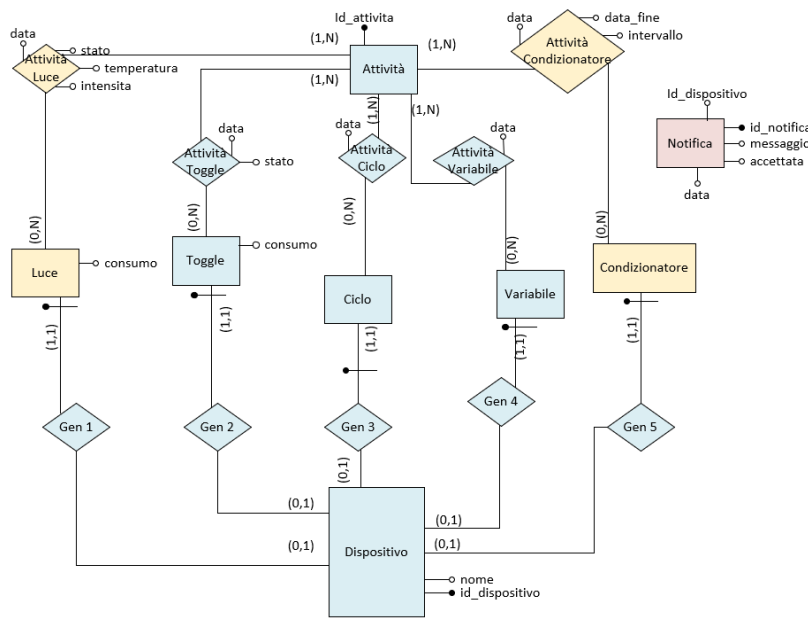 Id_attivita
data
stato
temperatura
intensita
Attività
Luce
(1,N)
(1,N)
(1,N)
(1,N)
(1,N)
Attività
data
data_fine
intervallo
Attività
Condizionatore
Id_dispositivo
id_notifica
messaggio
accettata
Notifica
data
data
stato
Attività
Toggle
data
Attività
Ciclo
data
Attività
Variabile
(0,N)
(0,N)
(0,N)
(0,N)
(0,N)
Luce
consumo
Toggle
consumo
Ciclo
Variabile
Condizionatore
(1,1)
(1,1)
(1,1)
(1,1)
(1,1)
Gen 1
Gen 2
Gen 3
Gen 4
Gen 5
(0,1)
(0,1)
(0,1)
(0,1)
(0,1)
Dispositivo
nome
id_dispositivo